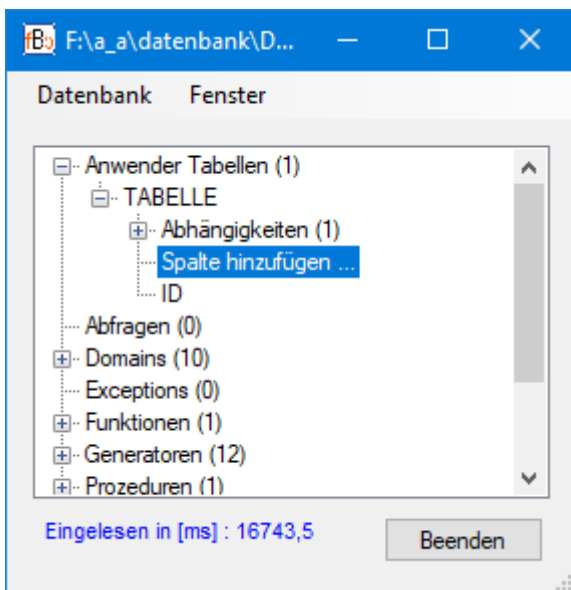 fBc F:\a_a\datenbank\D...
Datenbank Fenster
Anwender Tabellen (1)
TABELLE
Abhängigkeiten (1)
Spalte hinzufügen ...
ID
Abfragen (0)
Domains (10)
Exceptions (0)
Funktionen (1)
Generatoren (12)
Prozeduren (1)
Eingelesen in [ms] : 16743,5
Beenden